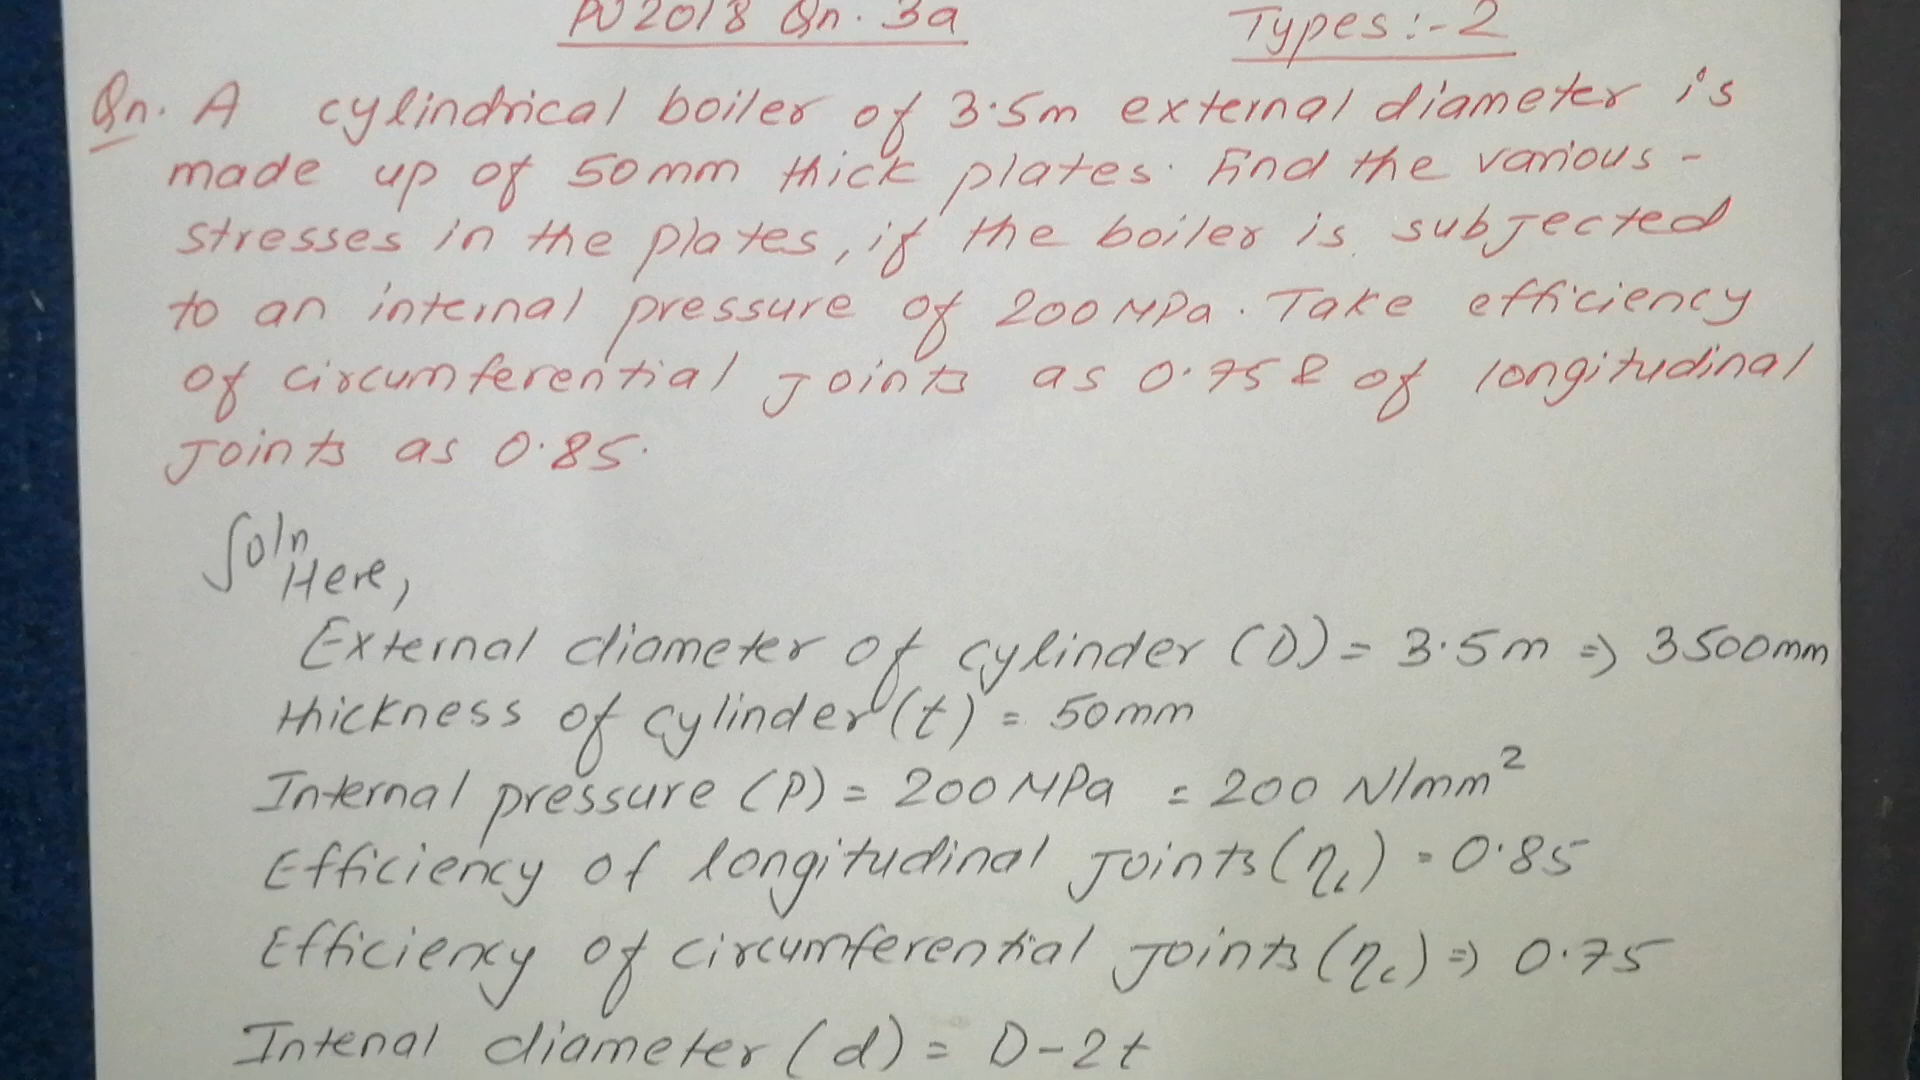 PU 2018 Qn. 3a
Types :- 2
Qn. A cylindrical boiler of 3.5m external diameter is
made up of 50mm thick plates. Find the various -
stresses in the plates, if the boiler is subjected
to an internal pressure of 200 MPa. Take efficiency
of circumferential joints as 0.75 & of longitudinal
joints as 0.85.
Soln
Here,
External diameter of cylinder (D) = 3.5m => 3500mm
thickness of cylinder (t) = 50mm
Internal pressure (P) = 200 MPa = 200 N/mm²
Efficiency of longitudinal joints (ηL) = 0.85
Efficiency of circumferential joints (ηc) => 0.75
Intenal diameter (d) = D-2t